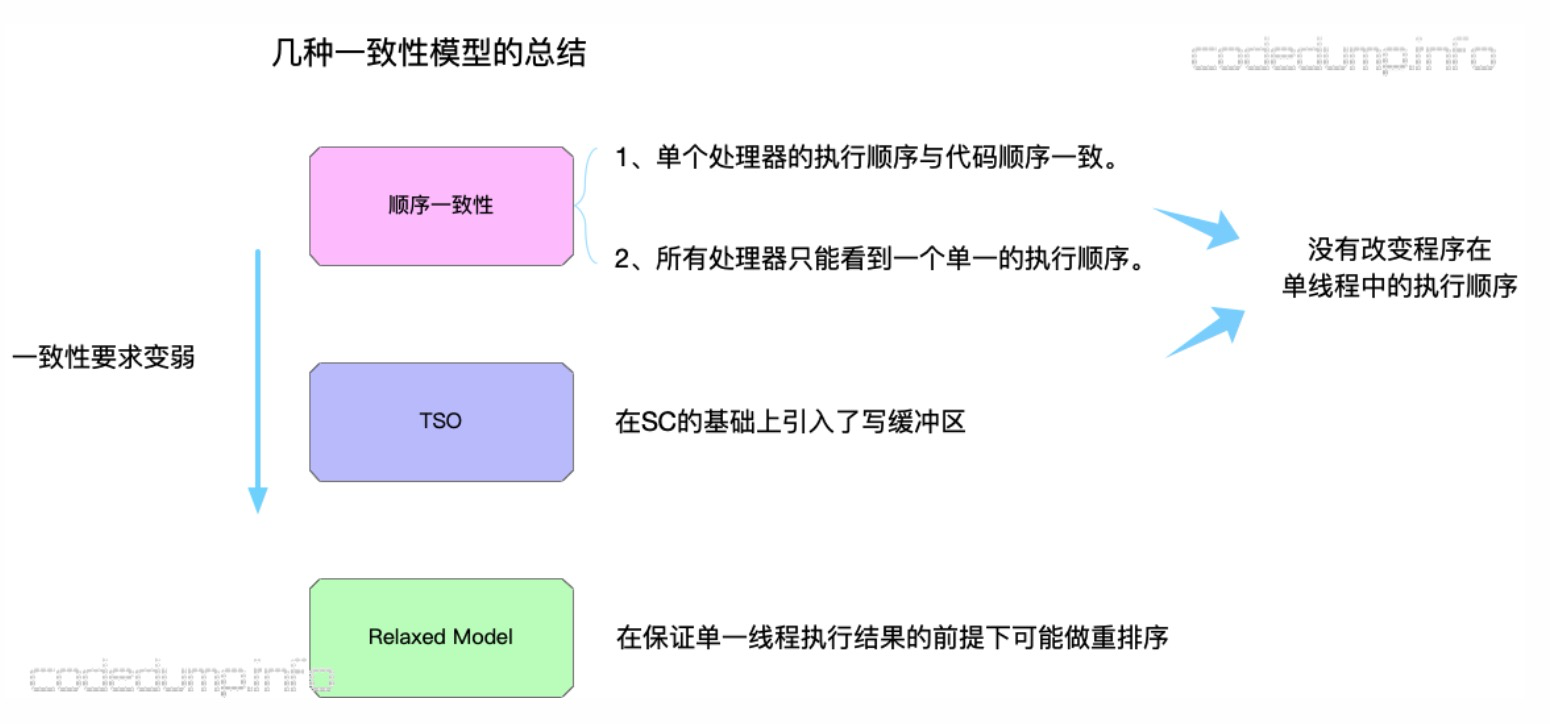 几种一致性模型的总结
codedumpinfo
1、单个处理器的执行顺序与代码顺序一致。
顺序一致性
2、所有处理器只能看到一个单一的执行顺序。
没有改变程序在
单线程中的执行顺序
一致性要求变弱
TSO
在SC的基础上引入了写缓冲区
Relaxed Model
在保证单一线程执行结果的前提下可能做重排序
codedumpinfo